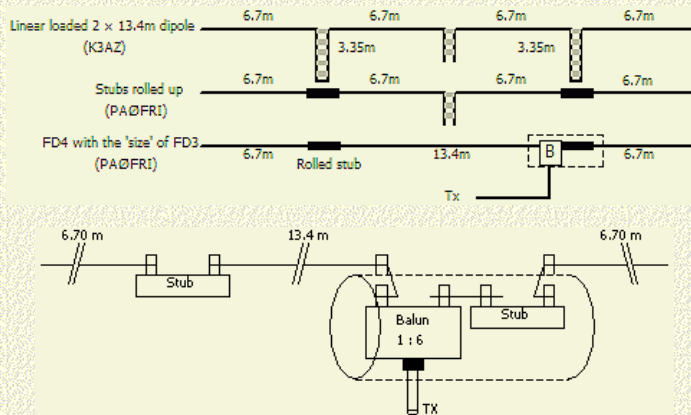 6.7m 6.7m 6.7m 6.7m
Linear loaded 2 × 13.4m dipole
(K3AZ)
3.35m 3.35m
6.7m 6.7m 6.7m 6.7m
Stubs rolled up
(PAØFRI)
FD4 with the 'size' of FD3
(PAØFRI)
6.7m Rolled stub 13.4m B 6.7m
Tx
6.70 m 13.4 m 6.70 m
Stub
Stub
Balun
1 : 6
TX